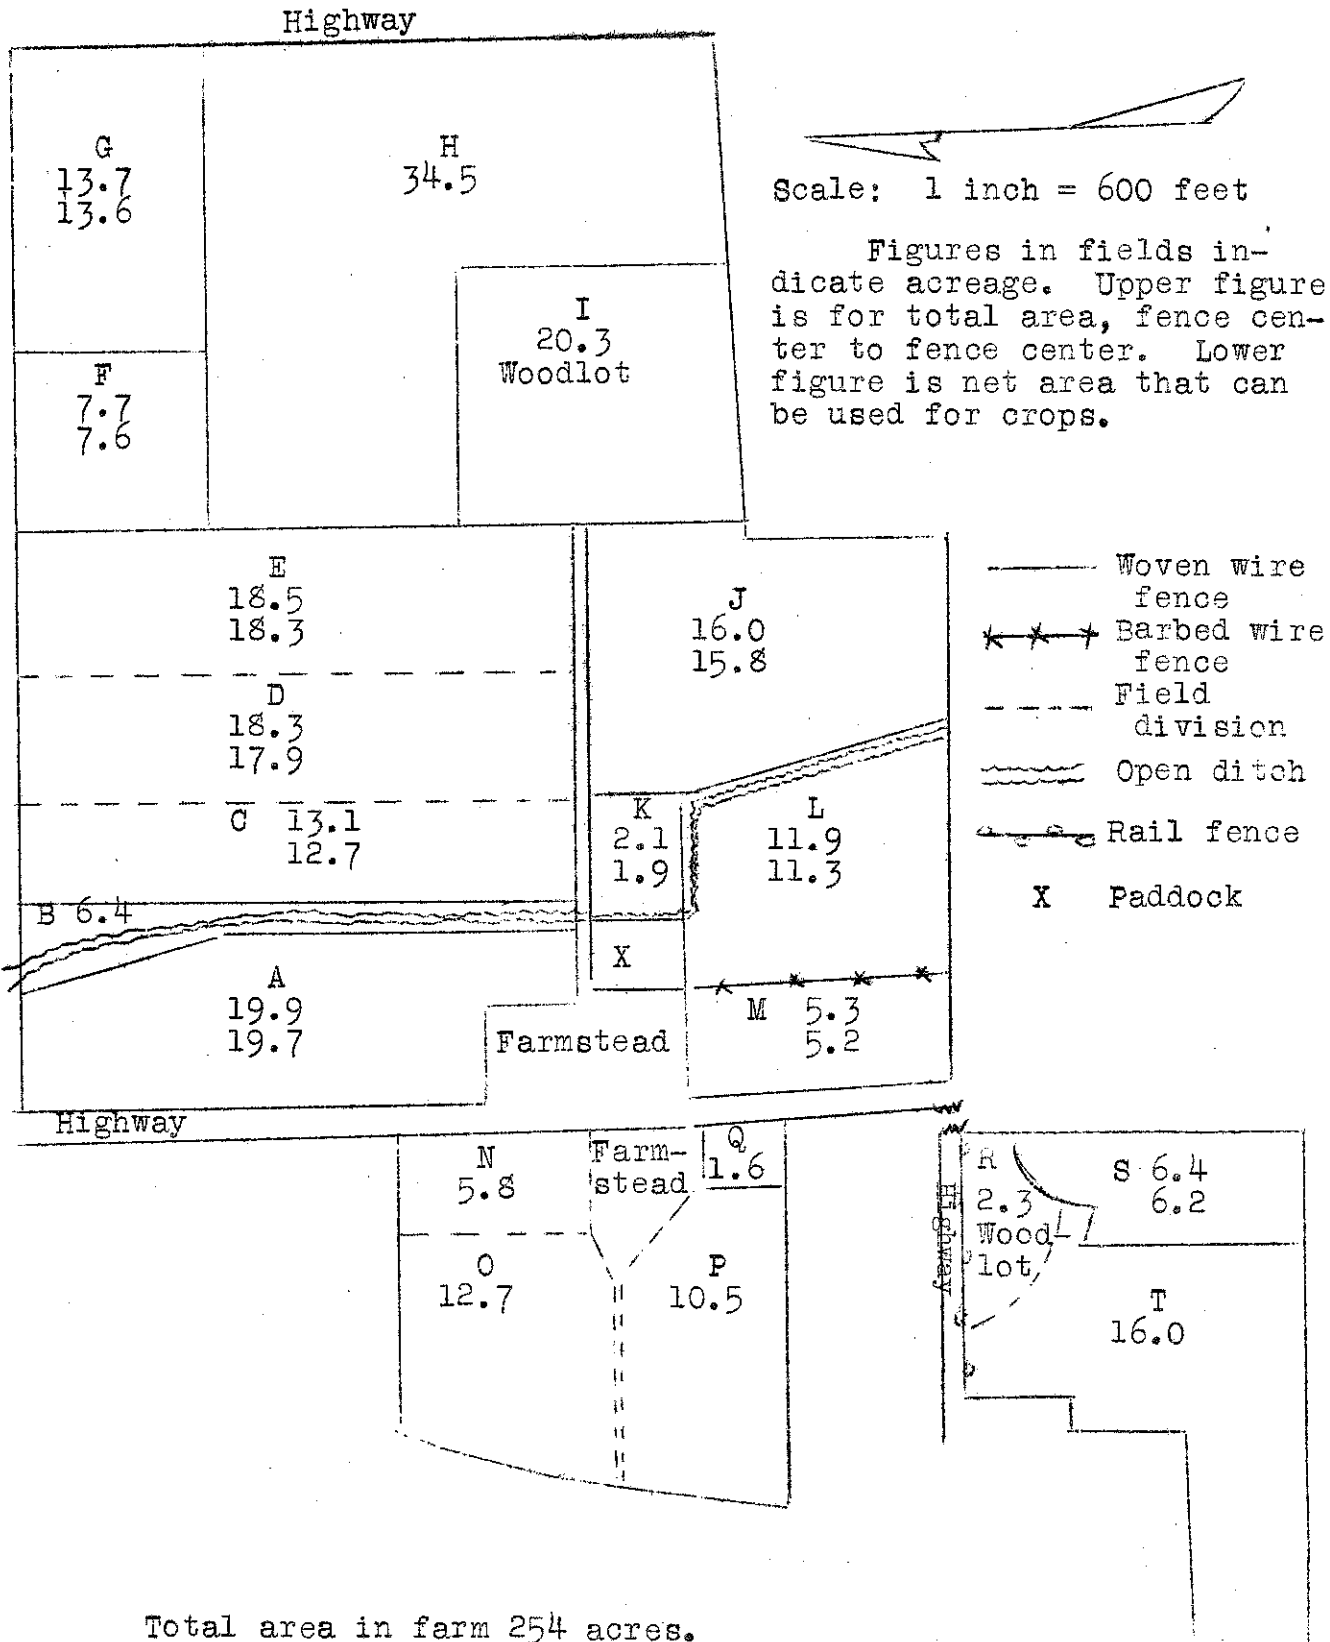 Highway
G
13.7
13.6
H
34.5
Scale: 1 inch = 600 feet
Figures in fields in-
dicate acreage. Upper figure
is for total area, fence cen-
ter to fence center. Lower
figure is net area that can
be used for crops.
I
20.3
Woodlot
F
7.7
7.6
E
18.5
18.3
J
16.0
15.8
Woven wire
fence
Barbed wire
fence
Field
division
Open ditch
Rail fence
X Paddock
D
18.3
17.9
C 13.1
12.7
K
2.1
1.9
L
11.9
11.3
B 6.4
X
A
19.9
19.7
M 5.3
5.2
Farmstead
Highway
N
5.8
Farm-
stead
Q
1.6
R
2.3
Wood-
lot
S 6.4
6.2
Highway
O
12.7
P
10.5
T
16.0
Total area in farm 254 acres.